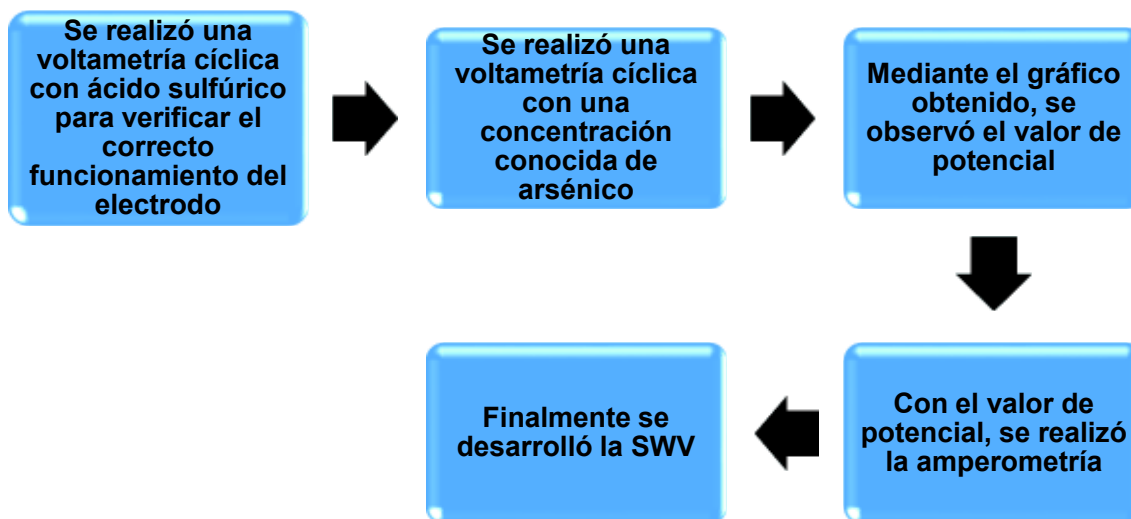 Se realizó una
voltametría cíclica
con ácido sulfúrico
para verificar el
correcto
funcionamiento del
electrodo
Se realizó una
voltametría cíclica
con una
concentración
conocida de
arsénico
Mediante el gráfico
obtenido, se
observó el valor de
potencial
Con el valor de
potencial, se realizó
la amperometría
Finalmente se
desarrolló la SWV